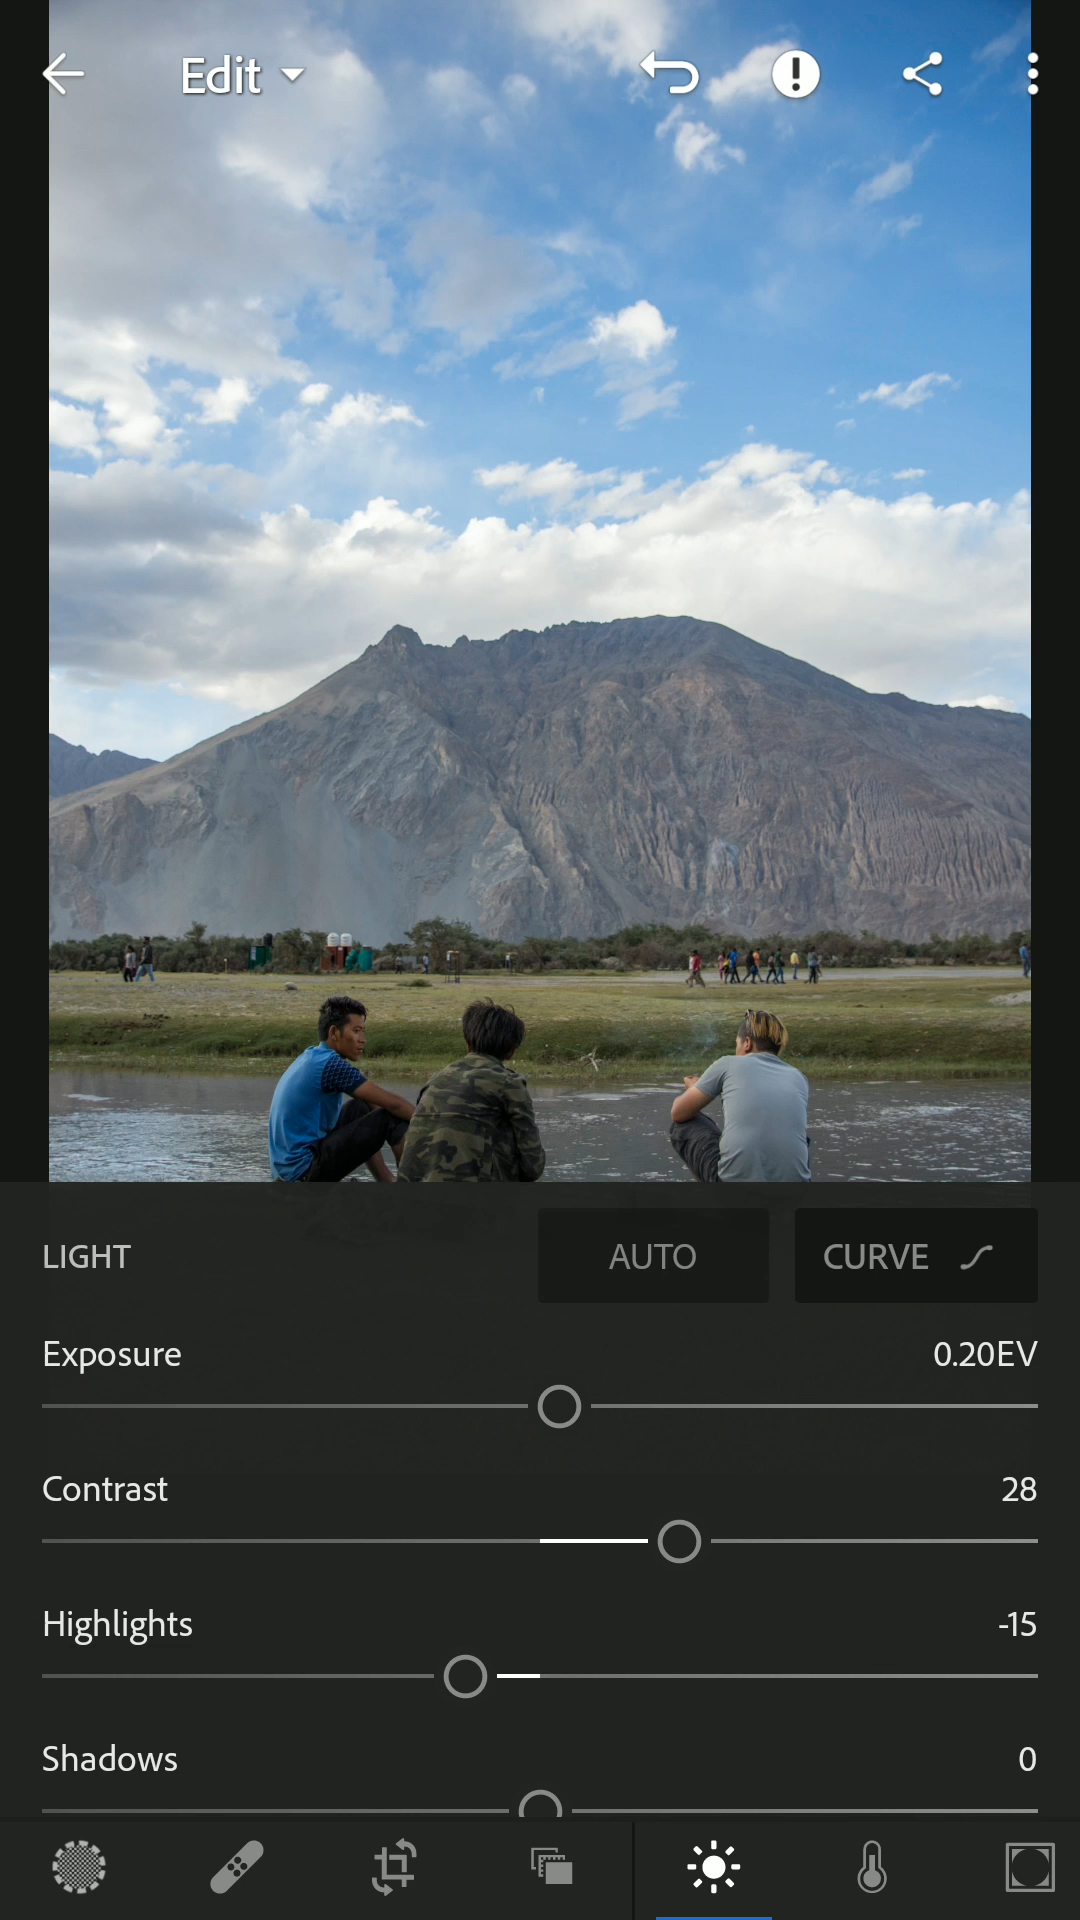 Edit
LIGHT AUTO CURVE
Exposure 0.20EV
Contrast 28
Highlights -15
Shadows 0